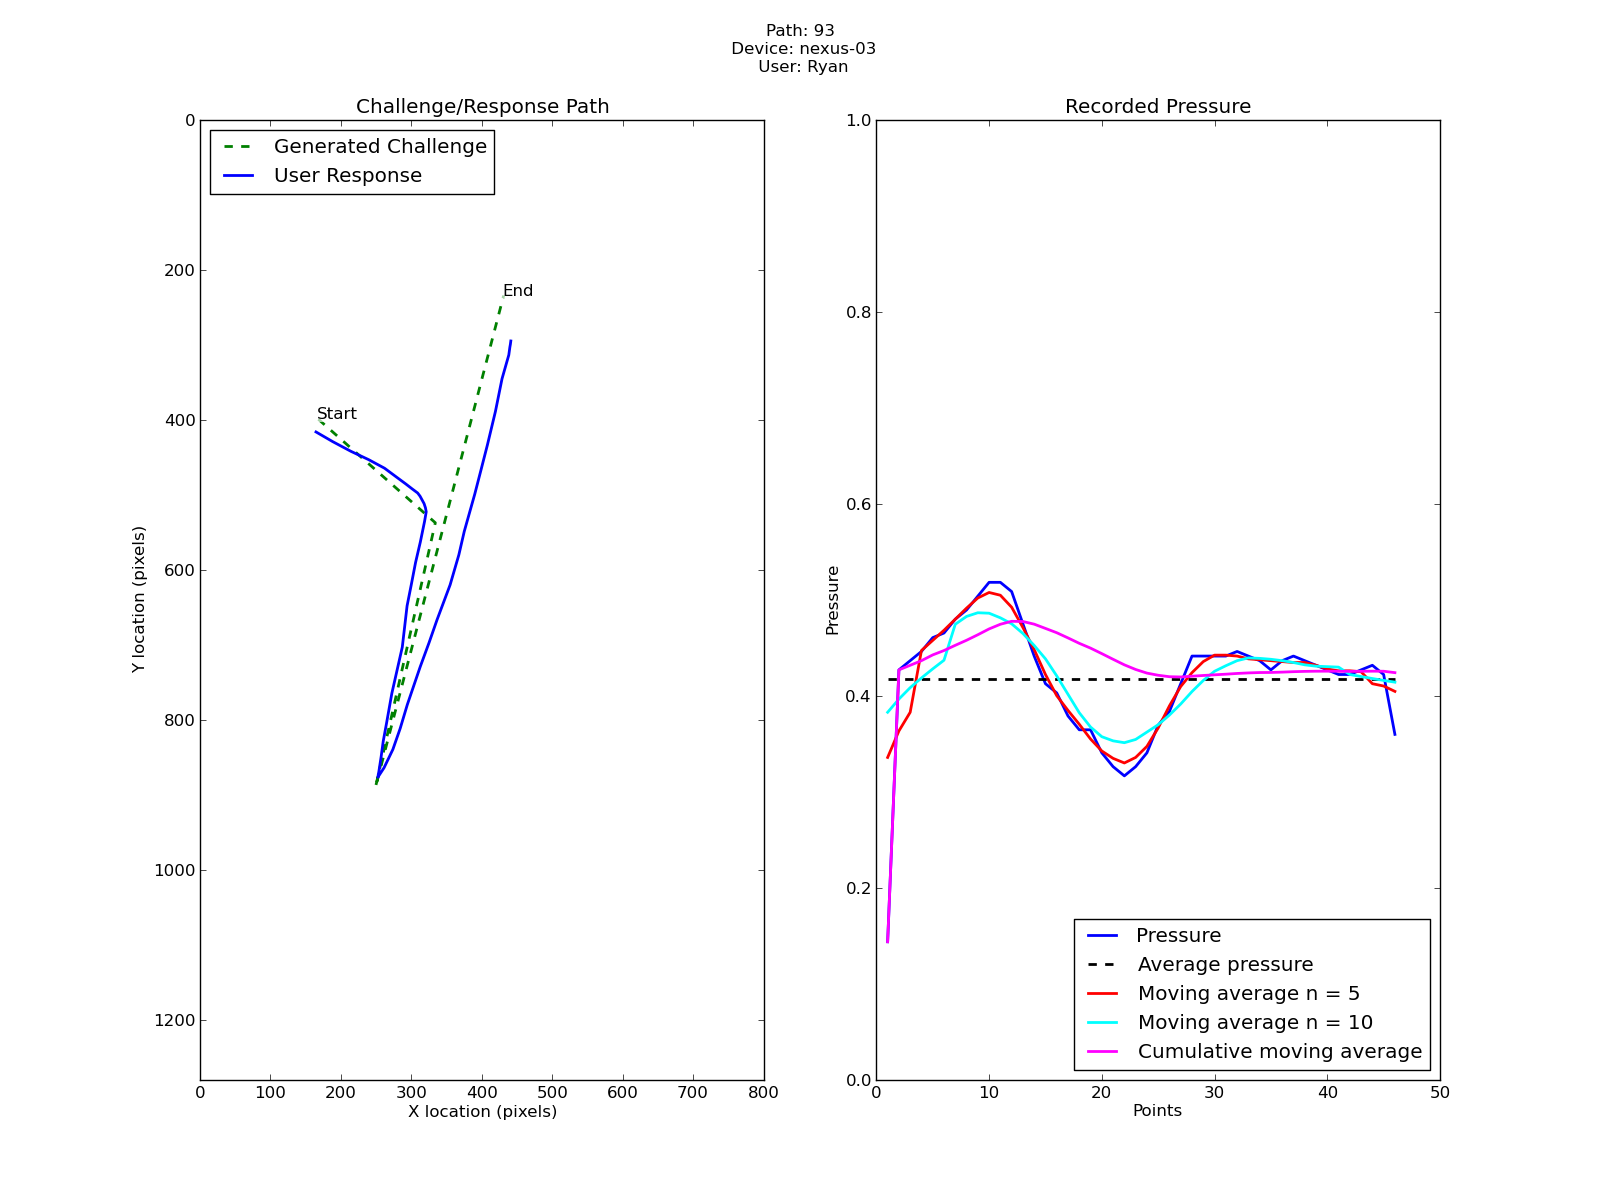 Path: 93
Device: nexus-03
User: Ryan
Challenge/Response Path
Generated Challenge
User Response
Start
End
0
200
400
600
800
1000
1200
Y location (pixels)
0 100 200 300 400 500 600 700 800
X location (pixels)
Recorded Pressure
1.0
0.8
0.6
0.4
0.2
0.0
Pressure
Pressure
Average pressure
Moving average n = 5
Moving average n = 10
Cumulative moving average
0 10 20 30 40 50
Points